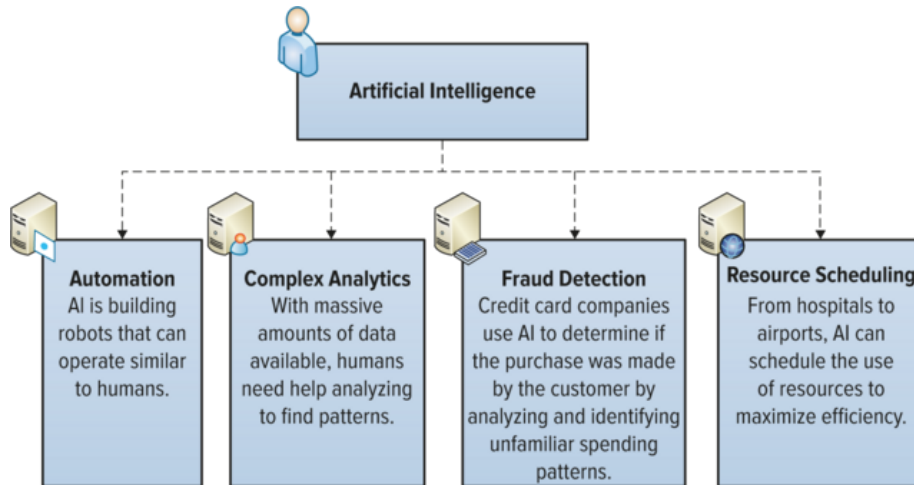 Artificial Intelligence
Automation
AI is building
robots that can
operate similar
to humans.
Complex Analytics
With massive
amounts of data
available, humans
need help analyzing
to find patterns.
Fraud Detection
Credit card companies
use AI to determine if
the purchase was made
by the customer by
analyzing and identifying
unfamiliar spending
patterns.
Resource Scheduling
From hospitals to
airports, AI can
schedule the use
of resources to
maximize efficiency.